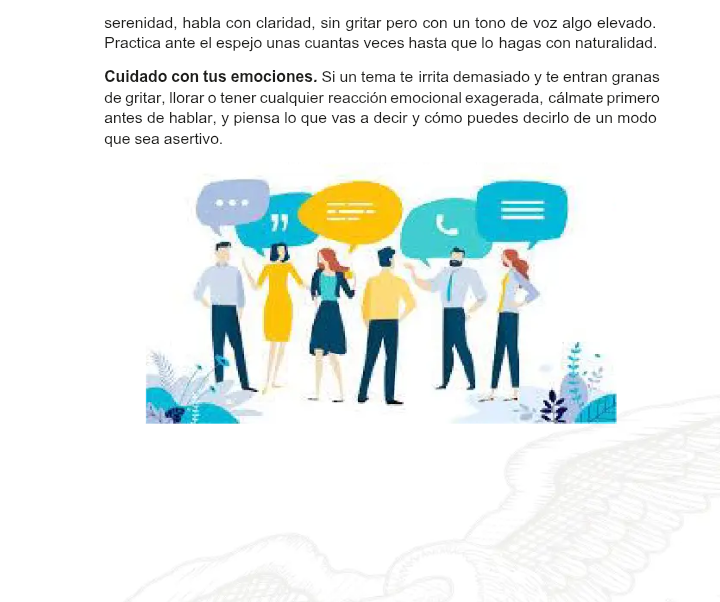 serenidad, habla con claridad, sin gritar pero con un tono de voz algo elevado.
Practica ante el espejo unas cuantas veces hasta que lo hagas con naturalidad.
Cuidado con tus emociones. Si un tema te irrita demasiado y te entran granas
de gritar, llorar o tener cualquier reacción emocional exagerada, cálmate primero
antes de hablar, y piensa lo que vas a decir y cómo puedes decirlo de un modo
que sea asertivo.